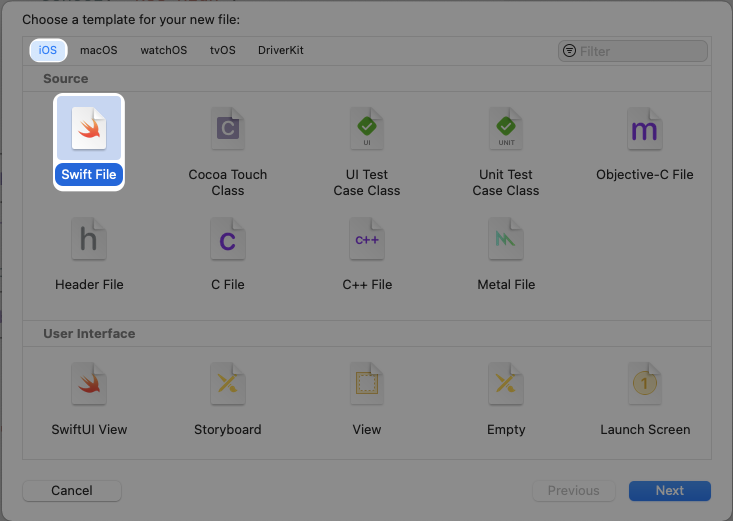 Choose a template for your new file:
iOS macOS watchOS tvOS DriverKit Filter
Source
C UI UNIT m
Swift File Cocoa Touch Class UI Test Case Class Unit Test Case Class Objective-C File
h C C++
Header File C File C++ File Metal File
User Interface
1
SwiftUI View Storyboard View Empty Launch Screen
Cancel Previous Next